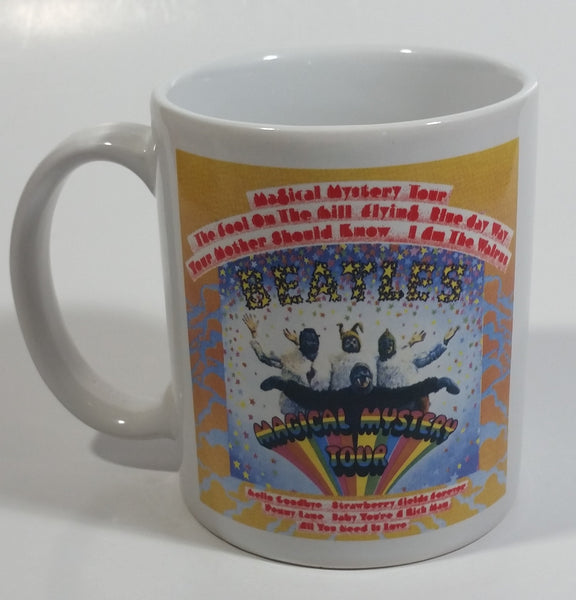 Magical Mystery Tour
The Fool On The Hill Flying Blue Jay Way
Your Mother Should Know I Am The Walrus
BEATLES
MAGICAL MYSTERY
TOUR
Hello Goodbye Strawberry Fields Forever
Penny Lane Baby You're A Rich Man
All You Need Is Love